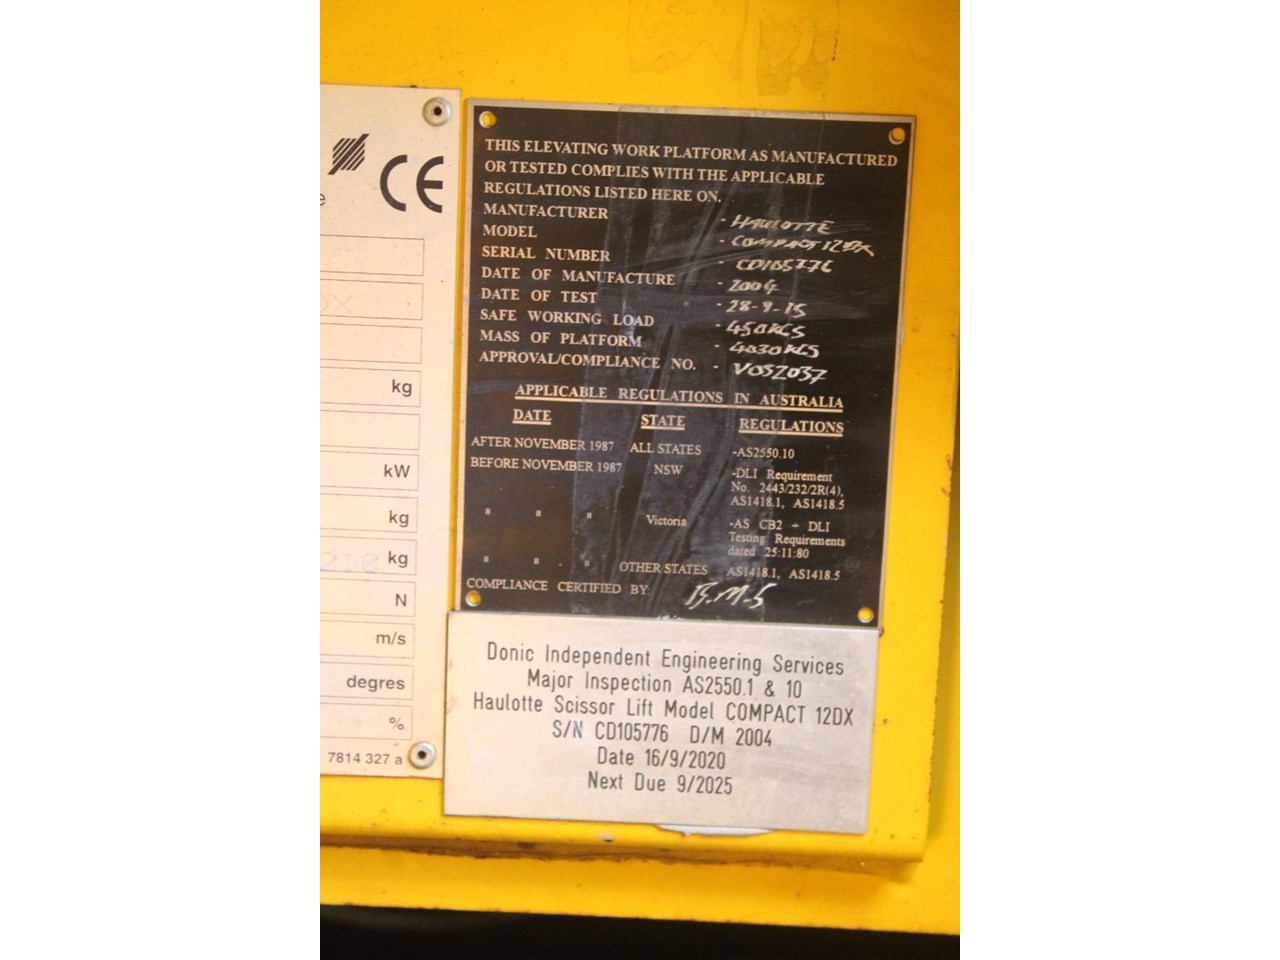 CE
e
DX
kg
kW
kg
210 kg
N
m/s
degres
%
7814 327 a
THIS ELEVATING WORK PLATFORM AS MANUFACTURED
OR TESTED COMPLIES WITH THE APPLICABLE
REGULATIONS LISTED HERE ON.
MANUFACTURER - HAULOTTE
MODEL - COMPACT 12DX
SERIAL NUMBER - CD105776
DATE OF MANUFACTURE - 2004
DATE OF TEST - 28-9-15
SAFE WORKING LOAD - 450KGS
MASS OF PLATFORM - 4030KGS
APPROVAL/COMPLIANCE NO. - VOS2037
APPLICABLE REGULATIONS IN AUSTRALIA
DATE STATE REGULATIONS
AFTER NOVEMBER 1987 ALL STATES -AS2550.10
BEFORE NOVEMBER 1987 NSW -DLI Requirement
No. 2443/232/2R(4),
AS1418.1, AS1418.5
" " " Victoria -AS CB2 + DLI
Testing Requirements
dated 25:11:80
" " . " OTHER STATES AS1418.1, AS1418.5
COMPLIANCE CERTIFIED BY: B.M.S
Donic Independent Engineering Services
Major Inspection AS2550.1 & 10
Haulotte Scissor Lift Model COMPACT 12DX
S/N CD105776 D/M 2004
Date 16/9/2020
Next Due 9/2025